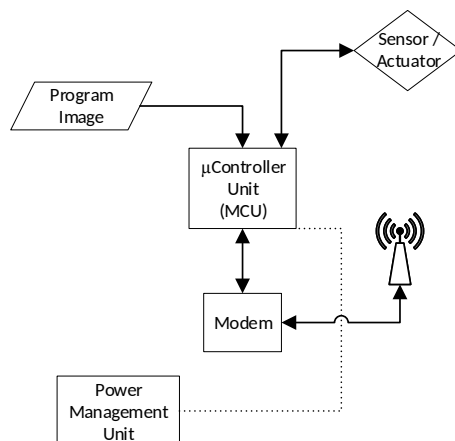 Sensor /
Actuator
Program
Image
μController
Unit
(MCU)
Modem
Power
Management
Unit